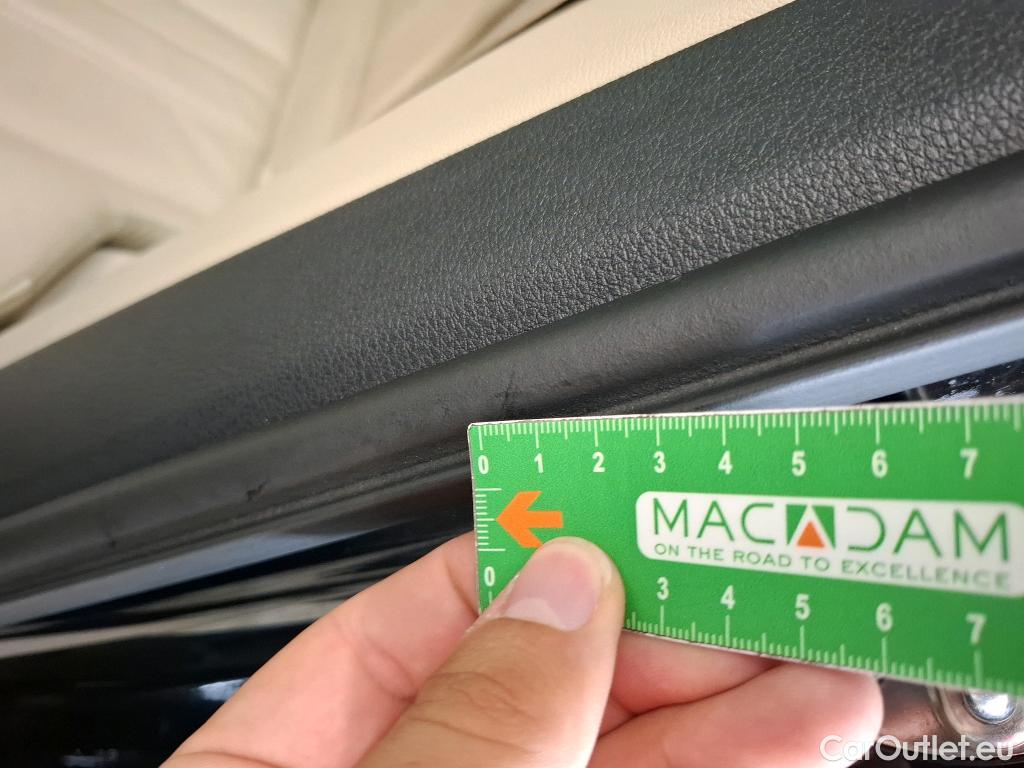 0 1 2 3 4 5 6 7
MACADAM
ON THE ROAD TO EXCELLENCE
0 3 4 5 6 7
CarOutlet.eu